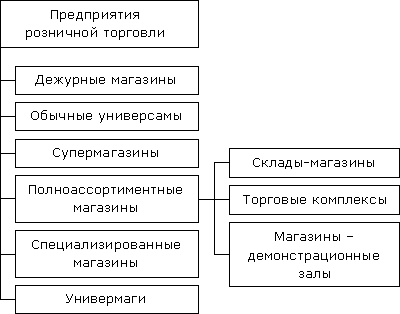 Предприятия
розничной торговли
Дежурные магазины
Обычные универсамы
Супермагазины
Полноассортиментные
магазины
Специализированные
магазины
Универмаги
Склады-магазины
Торговые комплексы
Магазины –
демонстрационные
залы